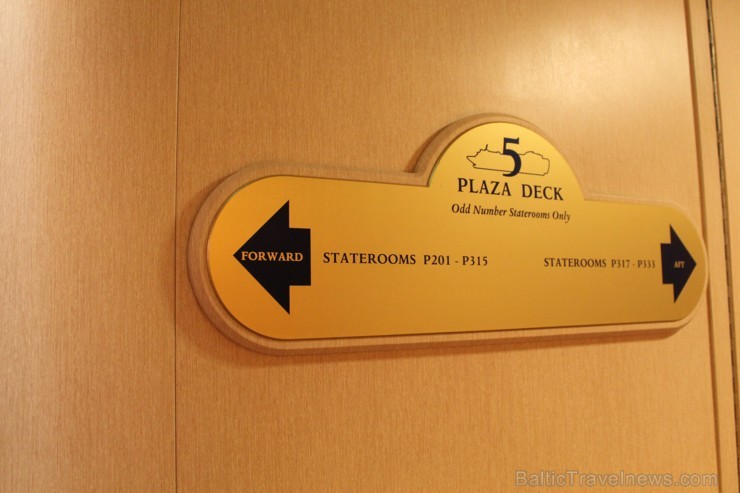 5
PLAZA DECK
Odd Number Staterooms Only
FORWARD
STATEROOMS P201 - P315
STATEROOMS P317 - P333
AFT
BalticTravelnews.com